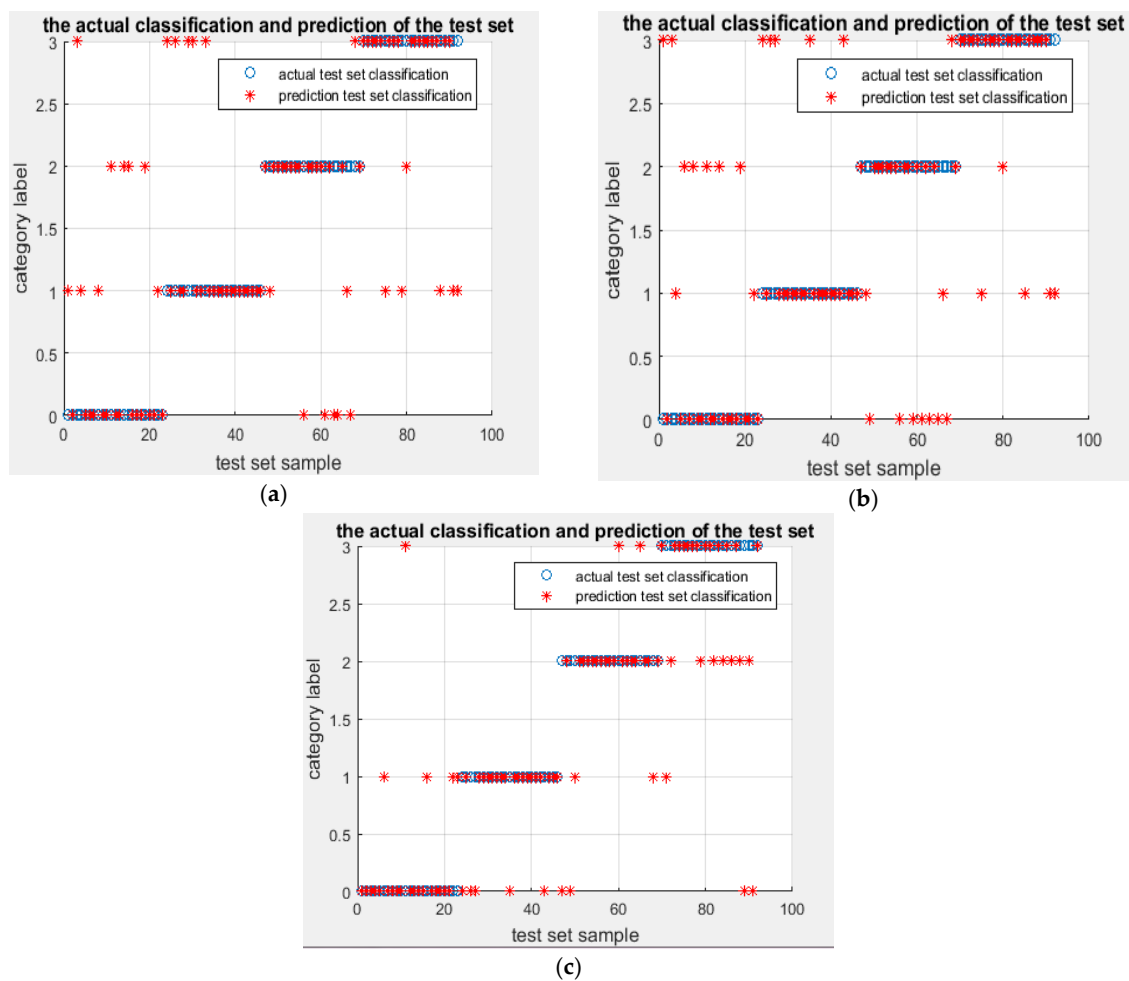 the actual classification and prediction of the test set
3
2.5
2
1.5
1
0.5
0
category label
actual test set classification
prediction test set classification
0 20 40 60 80 100
test set sample
(a)
the actual classification and prediction of the test set
3
2.5
2
1.5
1
0.5
0
category label
actual test set classification
prediction test set classification
0 20 40 60 80 100
test set sample
(b)
the actual classification and prediction of the test set
3
2.5
2
1.5
1
0.5
0
category label
actual test set classification
prediction test set classification
0 20 40 60 80 100
test set sample
(c)